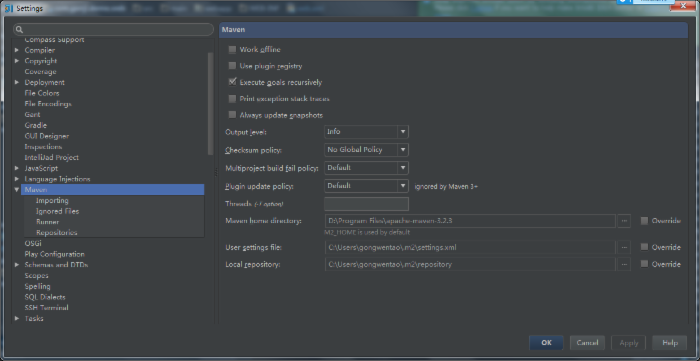 Settings
Compass Support
Compiler
Copyright
Coverage
Deployment
File Colors
File Encodings
Gant
Gradle
GUI Designer
Inspections
IntelliJad Project
JavaScript
Language Injections
Maven
Importing
Ignored Files
Runner
Repositories
OSGi
Play Configuration
Schemas and DTDs
Scopes
Spelling
SQL Dialects
SSH Terminal
Tasks
Maven
Work offline
Use plugin registry
Execute goals recursively
Print exception stack traces
Always update snapshots
Output level: Info
Checksum policy: No Global Policy
Multiproject build fail policy: Default
Plugin update policy: Default ignored by Maven 3+
Threads (-T option)
Maven home directory: D:\Program Files\apache-maven-3.2.3 ... Override
M2_HOME is used by default
User settings file: C:\Users\gongwentao\.m2\settings.xml ... Override
Local repository: C:\Users\gongwentao\.m2\repository ... Override
OK Cancel Apply Help